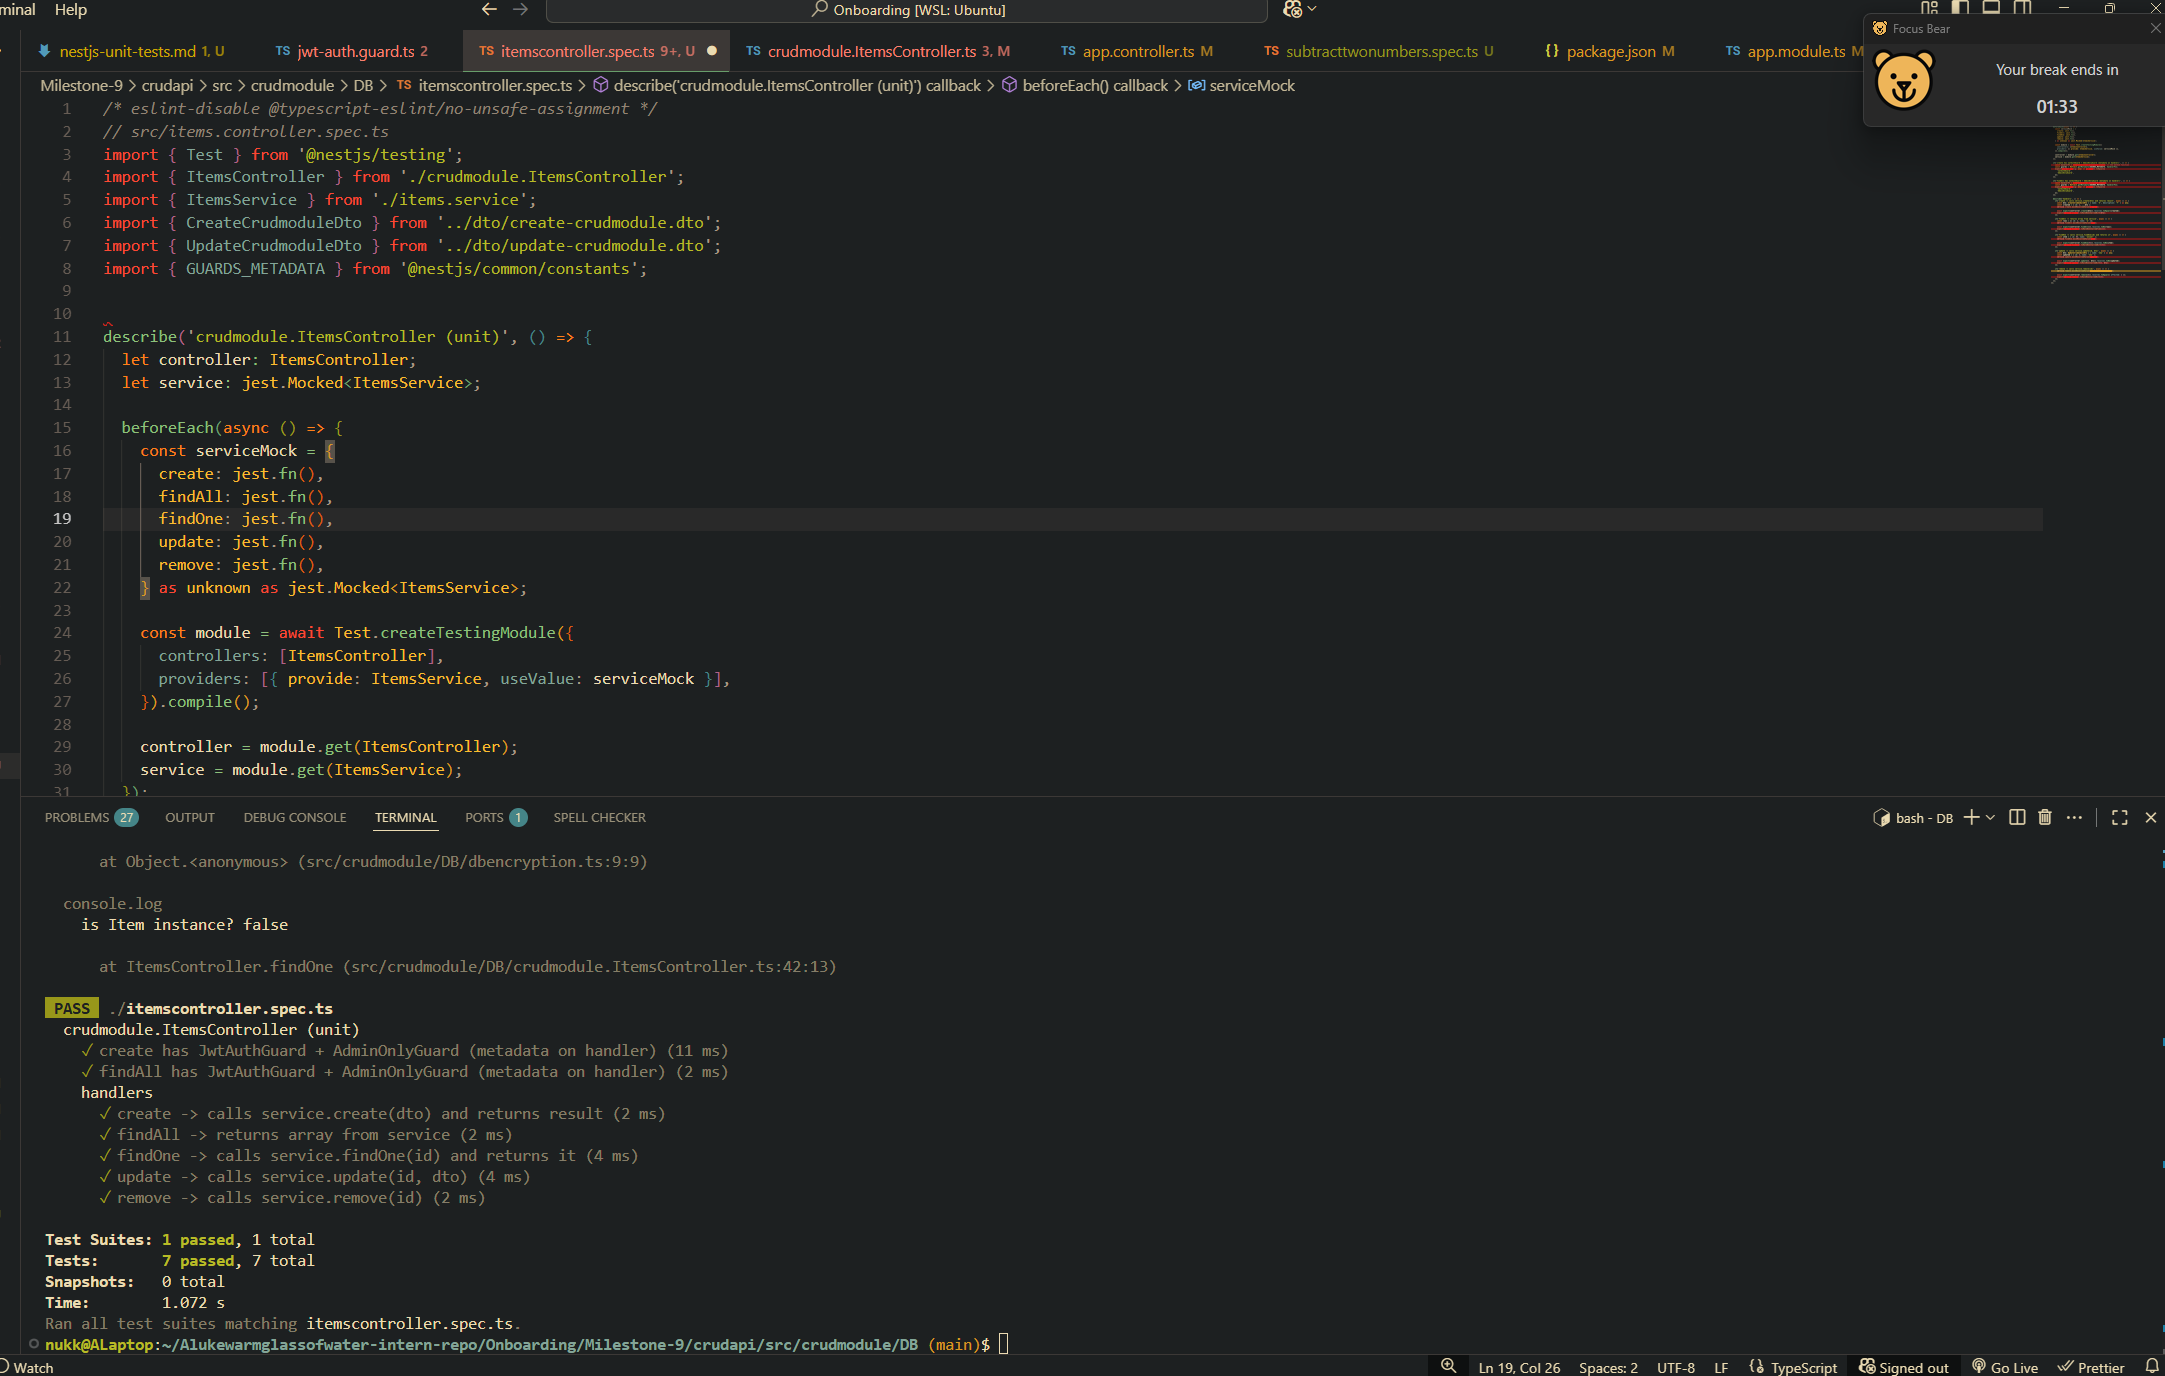 minal Help
Onboarding [WSL: Ubuntu]
nestjs-unit-tests.md 1, U
TS jwt-auth.guard.ts 2
TS itemscontroller.spec.ts 9+, U
TS crudmodule.ItemsController.ts 3, M
TS app.controller.ts M
TS subtracttwonumbers.spec.ts U
{} package.json M
TS app.module.ts M
Focus Bear
Your break ends in
01:33
Milestone-9 > crudapi > src > crudmodule > DB > TS itemscontroller.spec.ts > describe('crudmodule.ItemsController (unit)') callback > beforeEach() callback > serviceMock
1 /* eslint-disable @typescript-eslint/no-unsafe-assignment */
2 // src/items.controller.spec.ts
3 import { Test } from '@nestjs/testing';
4 import { ItemsController } from './crudmodule.ItemsController';
5 import { ItemsService } from './items.service';
6 import { CreateCrudmoduleDto } from '../dto/create-crudmodule.dto';
7 import { UpdateCrudmoduleDto } from '../dto/update-crudmodule.dto';
8 import { GUARDS_METADATA } from '@nestjs/common/constants';
9
10
11 describe('crudmodule.ItemsController (unit)', () => {
12 let controller: ItemsController;
13 let service: jest.Mocked<ItemsService>;
14
15 beforeEach(async () => {
16 const serviceMock = {
17 create: jest.fn(),
18 findAll: jest.fn(),
19 findOne: jest.fn(),
20 update: jest.fn(),
21 remove: jest.fn(),
22 } as unknown as jest.Mocked<ItemsService>;
23
24 const module = await Test.createTestingModule({
25 controllers: [ItemsController],
26 providers: [{ provide: ItemsService, useValue: serviceMock }],
27 }).compile();
28
29 controller = module.get(ItemsController);
30 service = module.get(ItemsService);
31 });
PROBLEMS 27 OUTPUT DEBUG CONSOLE TERMINAL PORTS 1 SPELL CHECKER
bash - DB
at Object.<anonymous> (src/crudmodule/DB/dbencryption.ts:9:9)
console.log
is Item instance? false
at ItemsController.findOne (src/crudmodule/DB/crudmodule.ItemsController.ts:42:13)
PASS ./itemscontroller.spec.ts
crudmodule.ItemsController (unit)
✓ create has JwtAuthGuard + AdminOnlyGuard (metadata on handler) (11 ms)
✓ findAll has JwtAuthGuard + AdminOnlyGuard (metadata on handler) (2 ms)
handlers
✓ create -> calls service.create(dto) and returns result (2 ms)
✓ findAll -> returns array from service (2 ms)
✓ findOne -> calls service.findOne(id) and returns it (4 ms)
✓ update -> calls service.update(id, dto) (4 ms)
✓ remove -> calls service.remove(id) (2 ms)
Test Suites: 1 passed, 1 total
Tests: 7 passed, 7 total
Snapshots: 0 total
Time: 1.072 s
Ran all test suites matching itemscontroller.spec.ts.
nukk@ALaptop:~/Alukewarmglassofwater-intern-repo/Onboarding/Milestone-9/crudapi/src/crudmodule/DB (main)$
Watch
Ln 19, Col 26 Spaces: 2 UTF-8 LF TypeScript Signed out Go Live Prettier